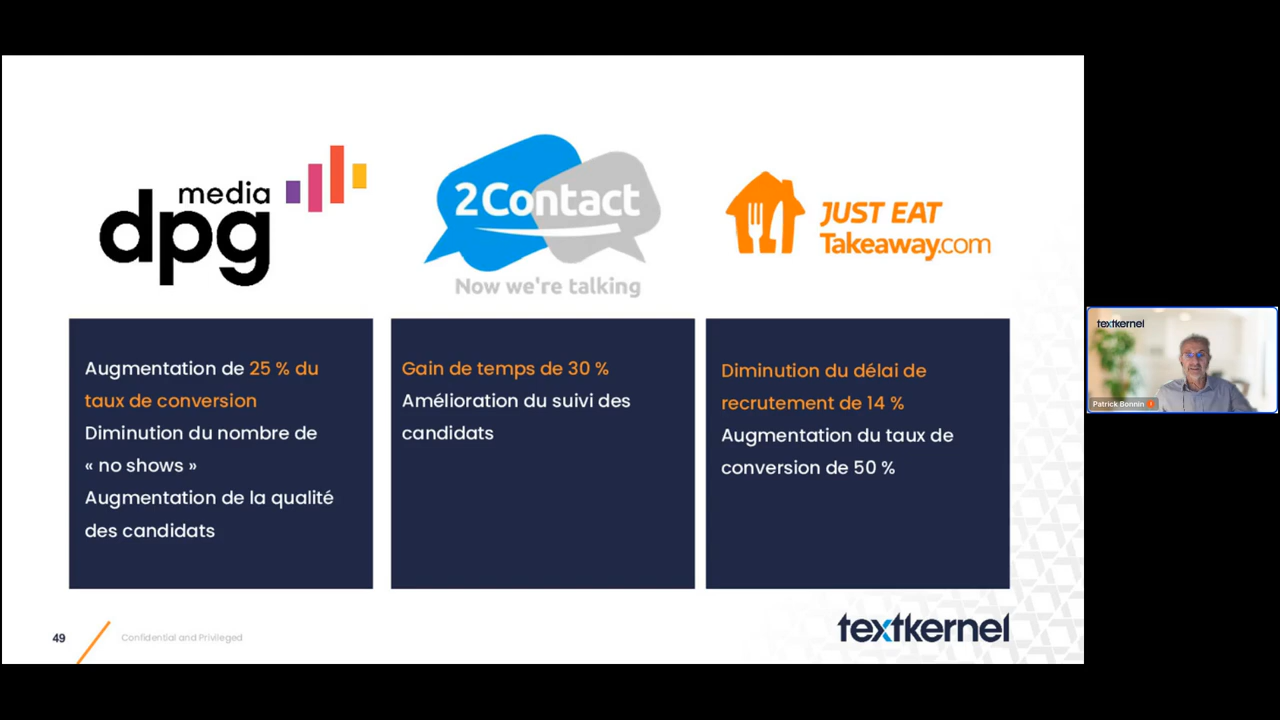 media
dpg
2Contact
Now we're talking
JUST EAT
Takeaway.com
Augmentation de 25 % du
taux de conversion
Diminution du nombre de
« no shows »
Augmentation de la qualité
des candidats
Gain de temps de 30 %
Amélioration du suivi des
candidats
Diminution du délai de
recrutement de 14 %
Augmentation du taux de
conversion de 50 %
49
Confidential and Privileged
textkernel
textkernel
Patrick Bonnin